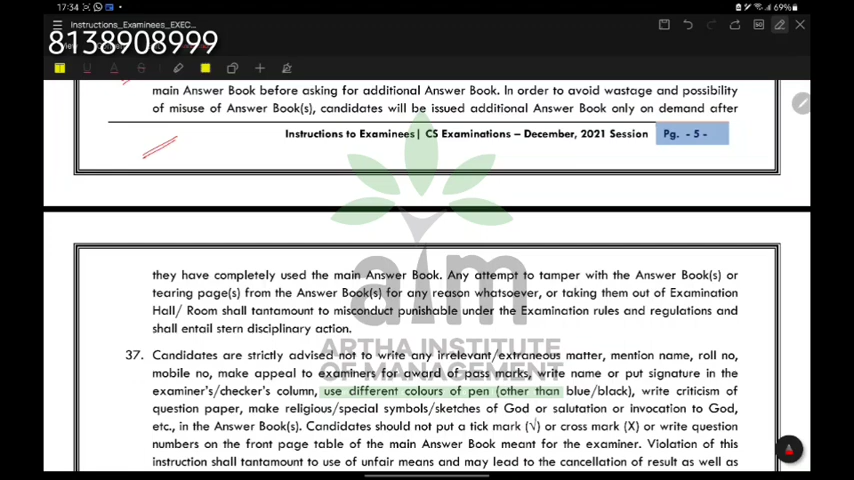 17:34
69%
Instructions_Examinees_EXEC...
8138908999
main Answer Book before asking for additional Answer Book. In order to avoid wastage and possibility
of misuse of Answer Book(s), candidates will be issued additional Answer Book only on demand after
Instructions to Examinees| CS Examinations – December, 2021 Session Pg. - 5 -
they have completely used the main Answer Book. Any attempt to tamper with the Answer Book(s) or
tearing page(s) from the Answer Book(s) for any reason whatsoever, or taking them out of Examination
Hall/ Room shall tantamount to misconduct punishable under the Examination rules and regulations and
shall entail stern disciplinary action.
aim
ARTHA INSTITUTE
OF MANAGEMENT
37. Candidates are strictly advised not to write any irrelevant/extraneous matter, mention name, roll no,
mobile no, make appeal to examiners for award of pass marks, write name or put signature in the
examiner's/checker's column, use different colours of pen (other than blue/black), write criticism of
question paper, make religious/special symbols/sketches of God or salutation or invocation to God,
etc., in the Answer Book(s). Candidates should not put a tick mark (√) or cross mark (X) or write question
numbers on the front page table of the main Answer Book meant for the examiner. Violation of this
instruction shall tantamount to use of unfair means and may lead to the cancellation of result as well as